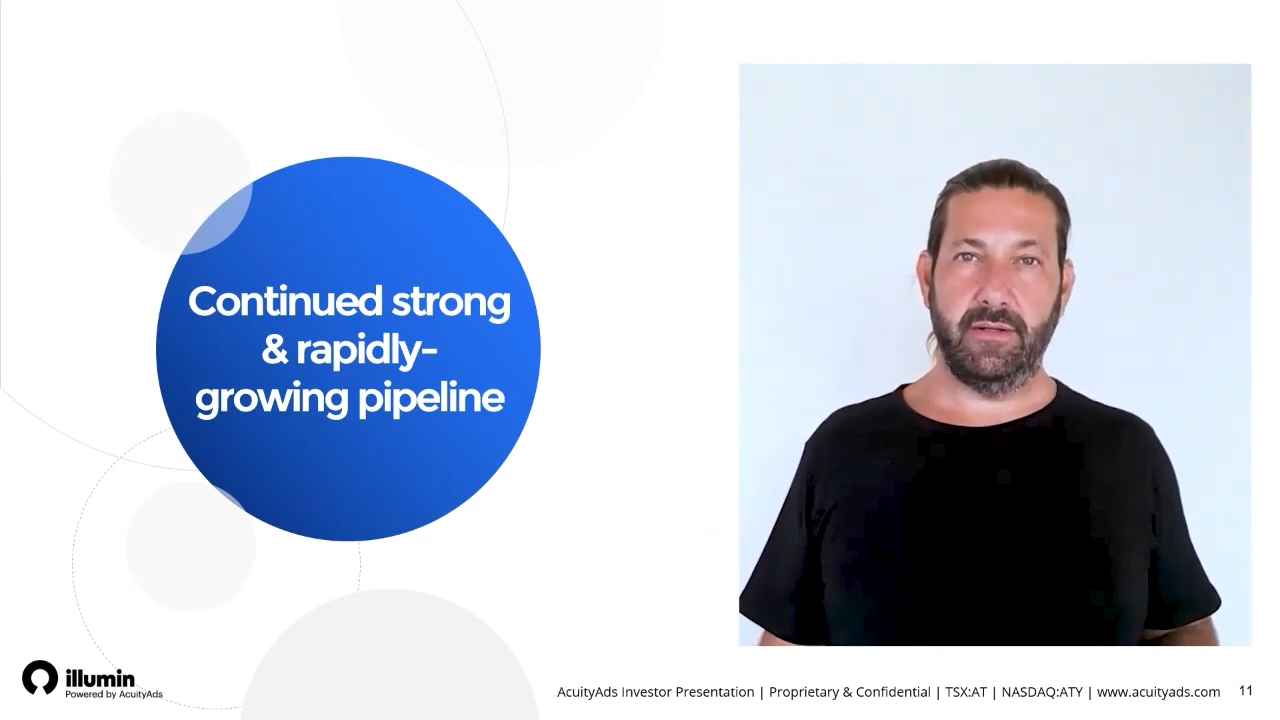 Continued strong
& rapidly-
growing pipeline
illumin
Powered by AcuityAds
AcuityAds Investor Presentation | Proprietary & Confidential | TSX:AT | NASDAQ:ATY | www.acuityads.com 11